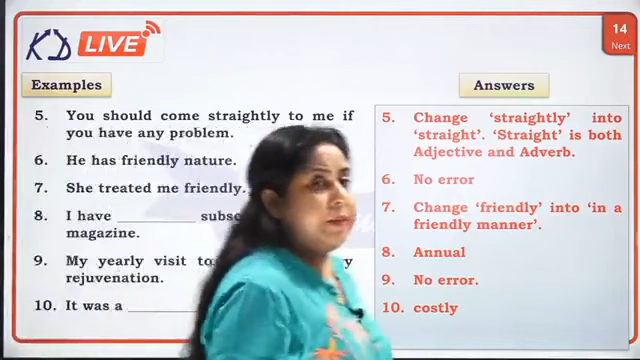 KD LIVE
14
Next
Examples
Answers
5. You should come straightly to me if
you have any problem.
6. He has friendly nature.
7. She treated me friendly.
8. I have __________
magazine.
9. My yearly visit to
rejuvenation.
10. It was a
5. Change ‘straightly’ into
‘straight’. ‘Straight’ is both
Adjective and Adverb.
6. No error
7. Change ‘friendly’ into ‘in a
friendly manner’.
8. Annual
9. No error.
10. costly